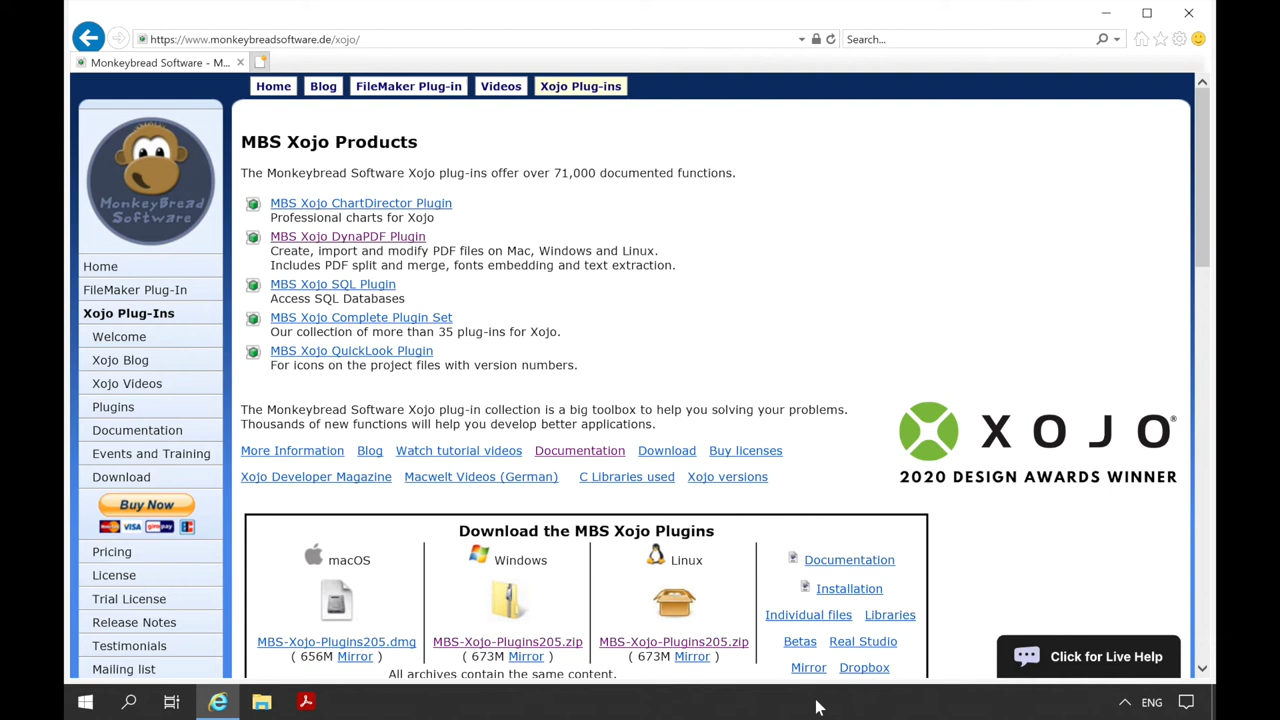 https://www.monkeybreadsoftware.de/xojo/
Search...
Monkeybread Software - M...
Home
Blog
FileMaker Plug-in
Videos
Xojo Plug-ins
MonkeyBread
Software
Home
FileMaker Plug-In
Xojo Plug-Ins
Welcome
Xojo Blog
Xojo Videos
Plugins
Documentation
Events and Training
Download
Buy Now
VISA
giropay
Pricing
License
Trial License
Release Notes
Testimonials
Mailing list
MBS Xojo Products
The Monkeybread Software Xojo plug-ins offer over 71,000 documented functions.
MBS Xojo ChartDirector Plugin
Professional charts for Xojo
MBS Xojo DynaPDF Plugin
Create, import and modify PDF files on Mac, Windows and Linux.
Includes PDF split and merge, fonts embedding and text extraction.
MBS Xojo SQL Plugin
Access SQL Databases
MBS Xojo Complete Plugin Set
Our collection of more than 35 plug-ins for Xojo.
MBS Xojo QuickLook Plugin
For icons on the project files with version numbers.
The Monkeybread Software Xojo plug-in collection is a big toolbox to help you solving your problems.
Thousands of new functions will help you develop better applications.
More Information Blog Watch tutorial videos Documentation Download Buy licenses
Xojo Developer Magazine Macwelt Videos (German) C Libraries used Xojo versions
XOJO®
2020 DESIGN AWARDS WINNER
Download the MBS Xojo Plugins
macOS
MBS-Xojo-Plugins205.dmg
( 656M Mirror )
Windows
MBS-Xojo-Plugins205.zip
( 673M Mirror )
Linux
MBS-Xojo-Plugins205.zip
( 673M Mirror )
Documentation
Installation
Individual files Libraries
Betas Real Studio
Mirror Dropbox
All archives contain the same content.
Click for Live Help
ENG